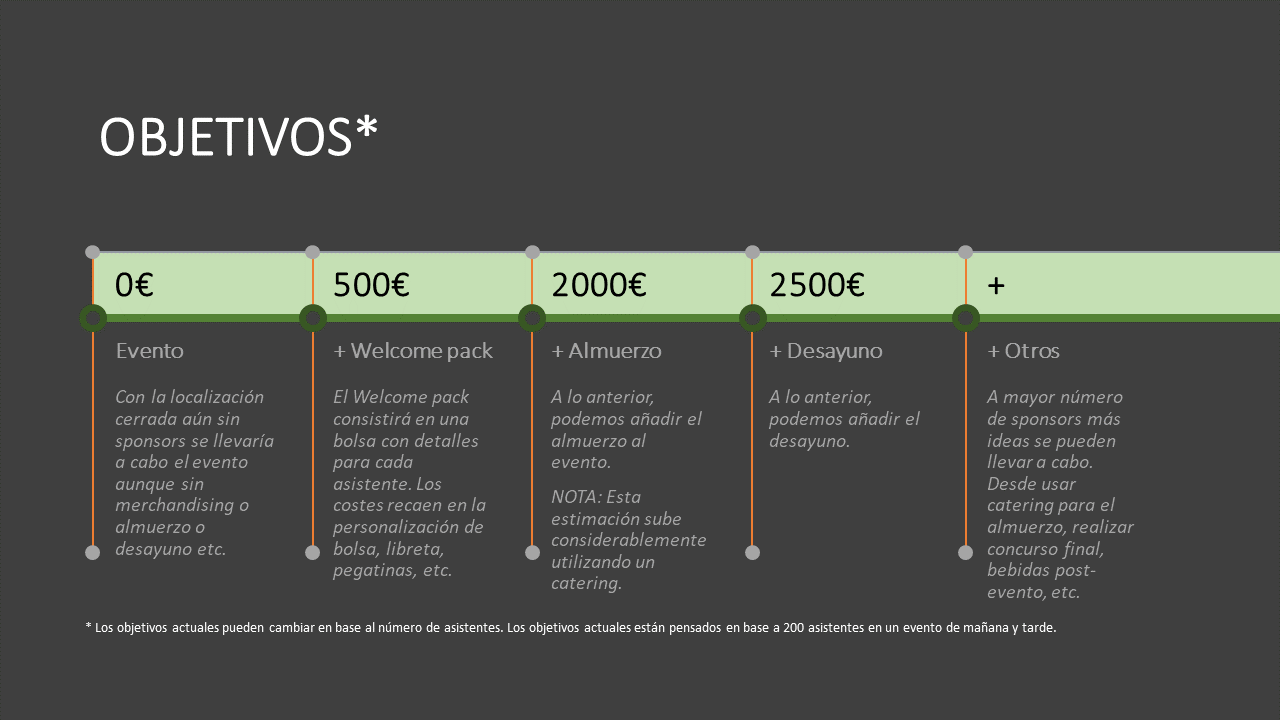 OBJETIVOS*
0€
500€
2000€
2500€
+
Evento
Con la localización
cerrada aún sin
sponsors se llevaría
a cabo el evento
aunque sin
merchandising o
almuerzo o
desayuno etc.
+ Welcome pack
El Welcome pack
consistirá en una
bolsa con detalles
para cada
asistente. Los
costes recaen en la
personalización de
bolsa, libreta,
pegatinas, etc.
+ Almuerzo
A lo anterior,
podemos añadir el
almuerzo al
evento.
NOTA: Esta
estimación sube
considerablemente
utilizando un
catering.
+ Desayuno
A lo anterior,
podemos añadir el
desayuno.
+ Otros
A mayor número
de sponsors más
ideas se pueden
llevar a cabo.
Desde usar
catering para el
almuerzo, realizar
concurso final,
bebidas post-
evento, etc.
* Los objetivos actuales pueden cambiar en base al número de asistentes. Los objetivos actuales están pensados en base a 200 asistentes en un evento de mañana y tarde.